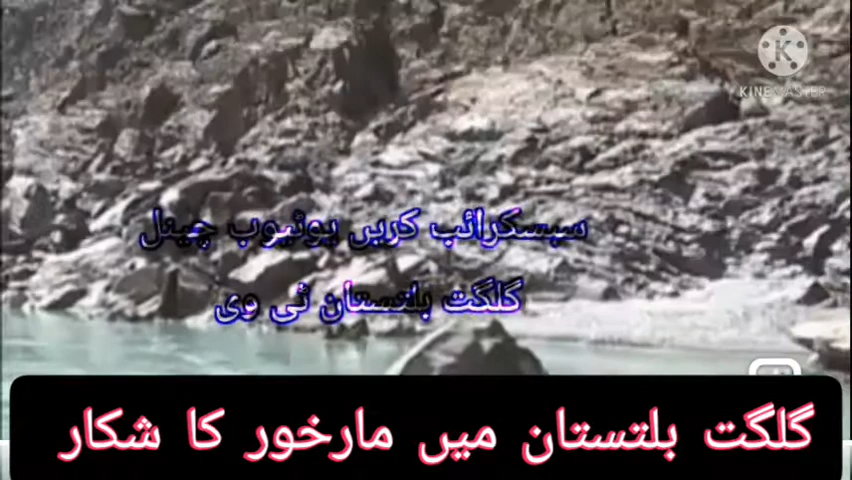 KINEMASTER
سبسکرائب کریں یوٹیوب چینل
گلگت بلتستان ٹی وی
گلگت بلتستان میں مارخور کا شکار